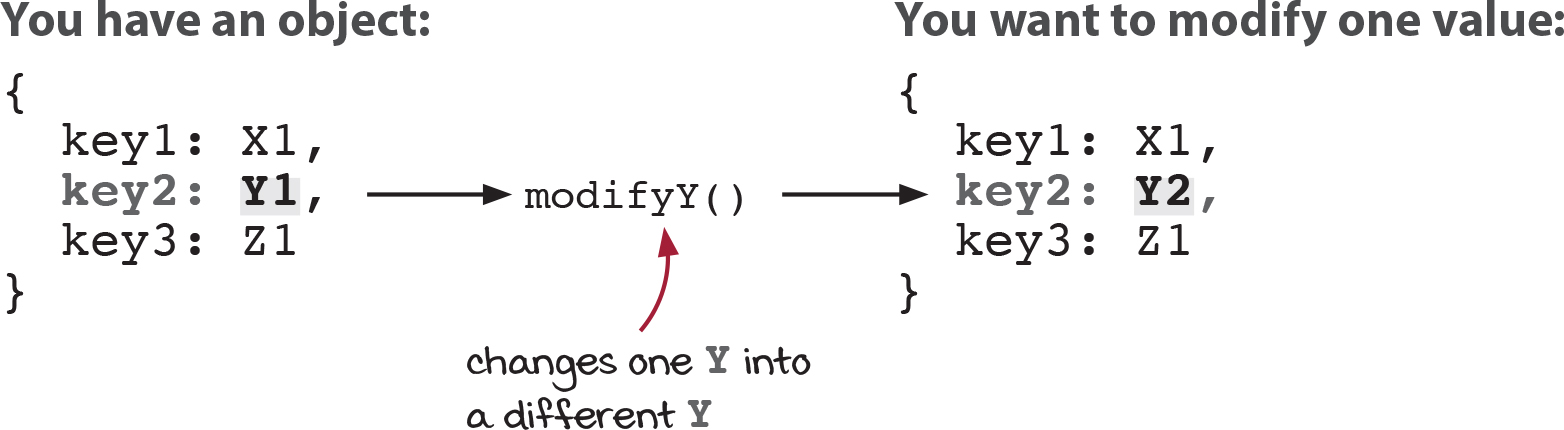 You have an object:
{
key1: X1,
key2: Y1,
key3: Z1
}
modifyY()
changes one Y into
a different Y
You want to modify one value:
{
key1: X1,
key2: Y2,
key3: Z1
}